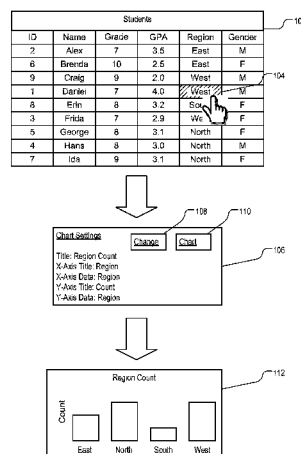 Students
10
ID Name Grade GPA Region Gender
2 Alex 7 3.5 East M
6 Brenda 10 2.5 East F
9 Craig 9 2.0 West M
104
1 Daniel 7 4.0 West M
8 Erin 8 3.2 Sou F
3 Frida 7 2.9 We F
5 George 8 3.1 North F
4 Hans 8 3.0 North M
7 Ida 9 3.1 North F
108 110
Chart Settings Change Chart
Title: Region Count
X-Axis Title: Region
106
X-Axis Data: Region
Y-Axis Title: Count
Y-Axis Data: Region
112
Region Count
Count
East North South West